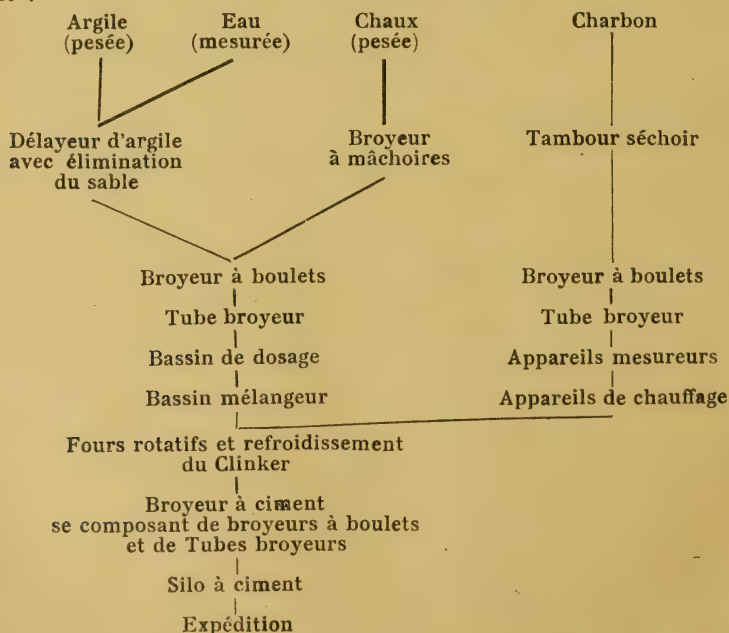 Argile Eau Chaux Charbon
(pesée) (mesurée) (pesée)
Délayeur d'argile Broyeur Tambour séchoir
avec élimination à mâchoires
du sable
Broyeur à boulets Broyeur à boulets
Tube broyeur Tube broyeur
Bassin de dosage Appareils mesureurs
Bassin mélangeur Appareils de chauffage
Fours rotatifs et refroidissement
du Clinker
Broyeur à ciment
se composant de broyeurs à boulets
et de Tubes broyeurs
Silo à ciment
Expédition